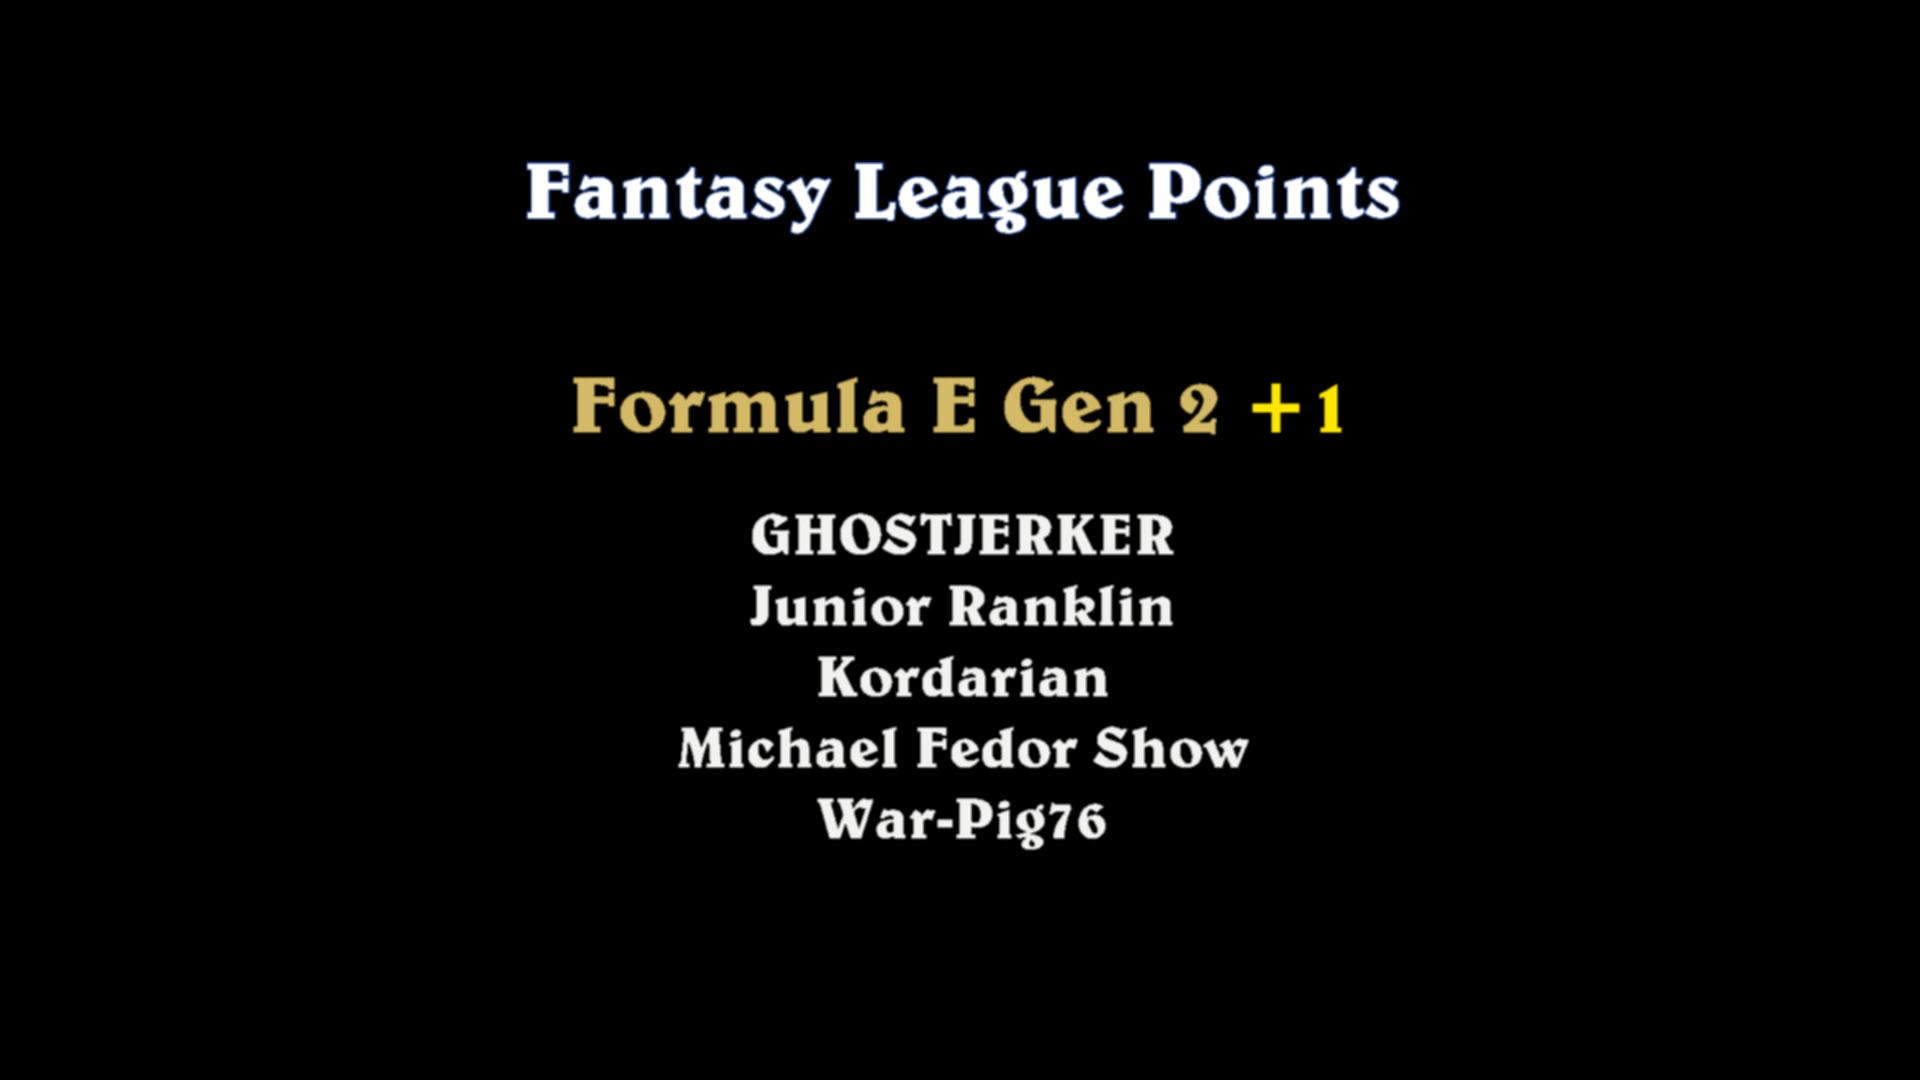 Fantasy League Points
Formula E Gen 2 +1
GHOSTJERKER
Junior Ranklin
Kordarian
Michael Fedor Show
War-Pig76